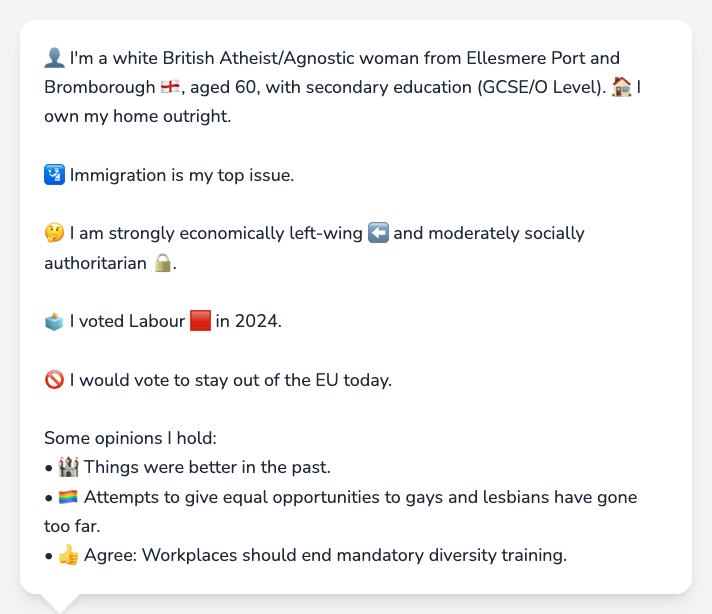 👤 I'm a white British Atheist/Agnostic woman from Ellesmere Port and
Bromborough 🏴󠁧󠁢󠁥󠁮󠁧󠁿, aged 60, with secondary education (GCSE/O Level). 🏠 I
own my home outright.
🛂 Immigration is my top issue.
🤔 I am strongly economically left-wing ⬅️ and moderately socially
authoritarian 🔒.
🗳️ I voted Labour 🟥 in 2024.
🚫 I would vote to stay out of the EU today.
Some opinions I hold:
• 🏰 Things were better in the past.
• 🏳️‍🌈 Attempts to give equal opportunities to gays and lesbians have gone
too far.
• 👍 Agree: Workplaces should end mandatory diversity training.